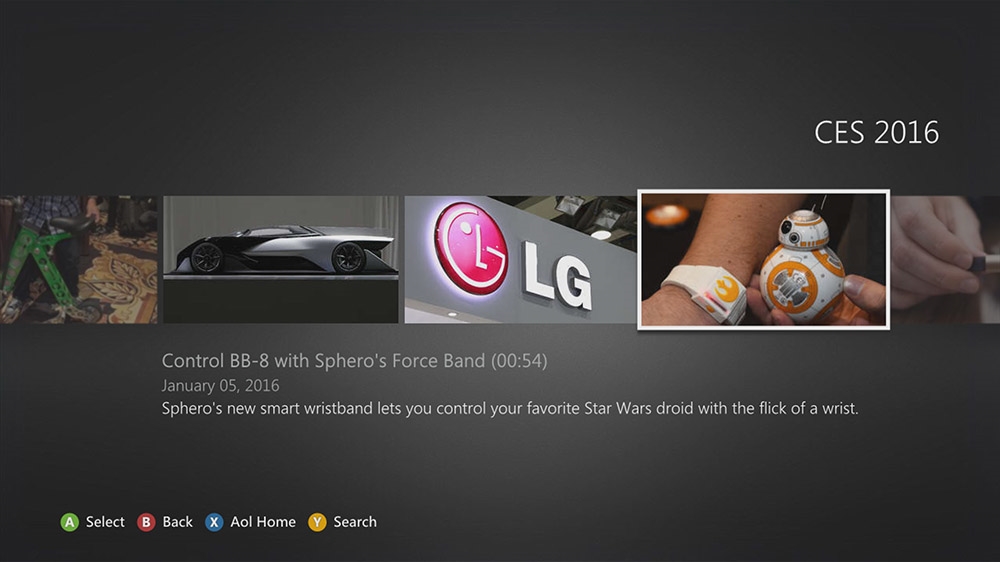 CES 2016
LG
Control BB-8 with Sphero's Force Band (00:54)
January 05, 2016
Sphero's new smart wristband lets you control your favorite Star Wars droid with the flick of a wrist.
A Select B Back X Aol Home Y Search